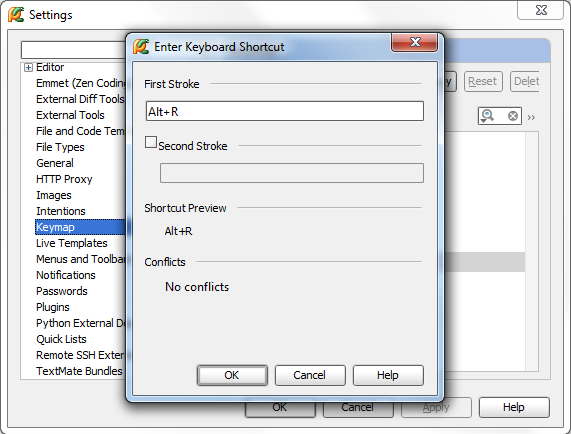 Settings
Enter Keyboard Shortcut
Editor
Emmet (Zen Coding
External Diff Tools
External Tools
File and Code Tem
File Types
General
HTTP Proxy
Images
Intentions
Keymap
Live Templates
Menus and Toolba
Notifications
Passwords
Plugins
Python External D
Quick Lists
Remote SSH Exter
TextMate Bundles
First Stroke
Alt+R
Second Stroke
Shortcut Preview
Alt+R
Conflicts
No conflicts
OK Cancel Help
y Reset Delet
OK Cancel Apply Help